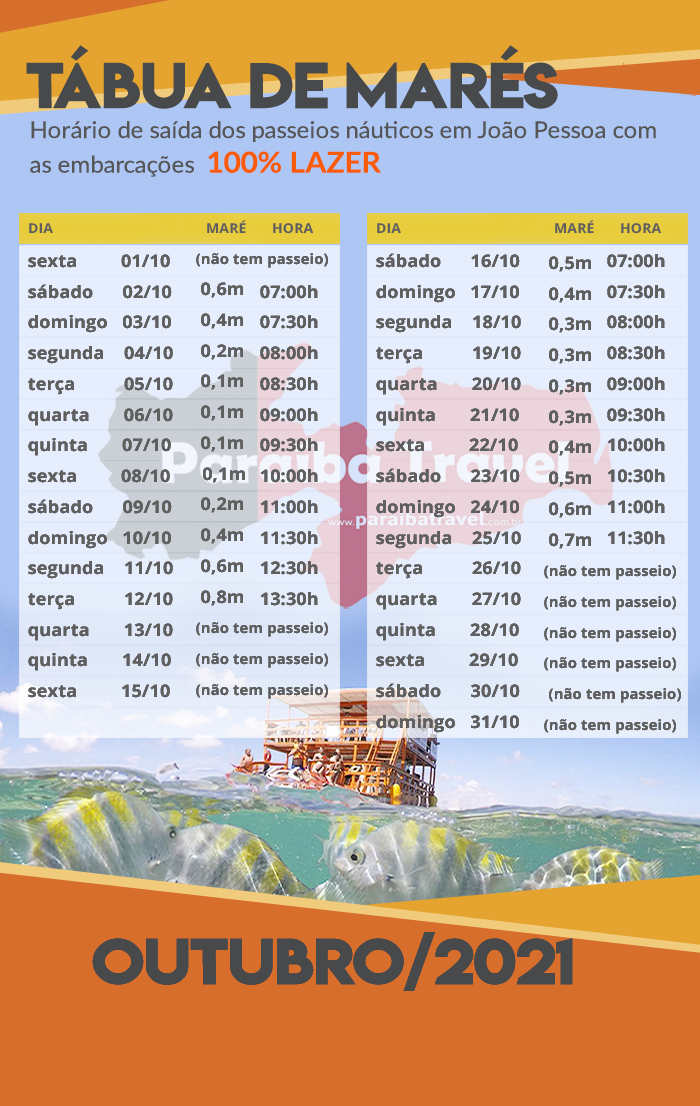 TÁBUA DE MARÉS
Horário de saída dos passeios náuticos em João Pessoa com
as embarcações 100% LAZER
DIA MARÉ HORA
sexta 01/10 (não tem passeio)
sábado 02/10 0,6m 07:00h
domingo 03/10 0,4m 07:30h
segunda 04/10 0,2m 08:00h
terça 05/10 0,1m 08:30h
quarta 06/10 0,1m 09:00h
quinta 07/10 0,1m 09:30h
sexta 08/10 0,1m 10:00h
sábado 09/10 0,2m 11:00h
domingo 10/10 0,4m 11:30h
segunda 11/10 0,6m 12:30h
terça 12/10 0,8m 13:30h
quarta 13/10 (não tem passeio)
quinta 14/10 (não tem passeio)
sexta 15/10 (não tem passeio)
DIA MARÉ HORA
sábado 16/10 0,5m 07:00h
domingo 17/10 0,4m 07:30h
segunda 18/10 0,3m 08:00h
terça 19/10 0,3m 08:30h
quarta 20/10 0,3m 09:00h
quinta 21/10 0,3m 09:30h
sexta 22/10 0,4m 10:00h
sábado 23/10 0,5m 10:30h
domingo 24/10 0,6m 11:00h
segunda 25/10 0,7m 11:30h
terça 26/10 (não tem passeio)
quarta 27/10 (não tem passeio)
quinta 28/10 (não tem passeio)
sexta 29/10 (não tem passeio)
sábado 30/10 (não tem passeio)
domingo 31/10 (não tem passeio)
Paraíba Travel
www.paraibatravel.com.br
OUTUBRO/2021